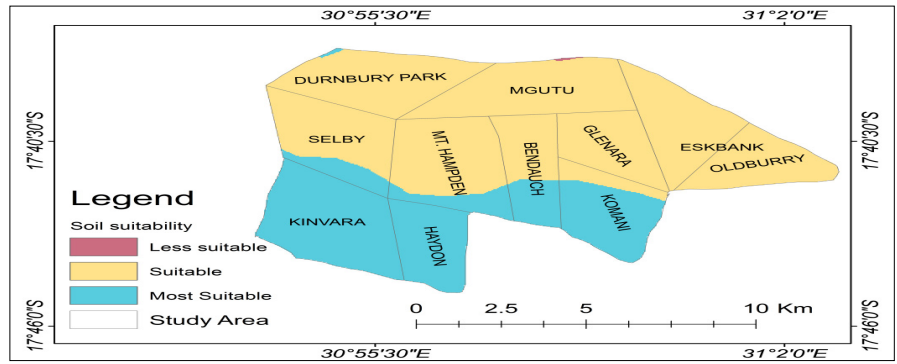 30°55'30"E 31°2'0"E
17°40'30"S
17°40'30"S
DURNBURY PARK
MGUTU
SELBY
MT. HAMPDEN
BENDAUCH
GLENARA
ESKBANK
OLDBURRY
KINVARA
HAYDON
KOMANI
Legend
Soil suitability
Less suitable
Suitable
Most Suitable
Study Area
0 2.5 5 10 Km
17°46'0"S
17°46'0"S
30°55'30"E 31°2'0"E